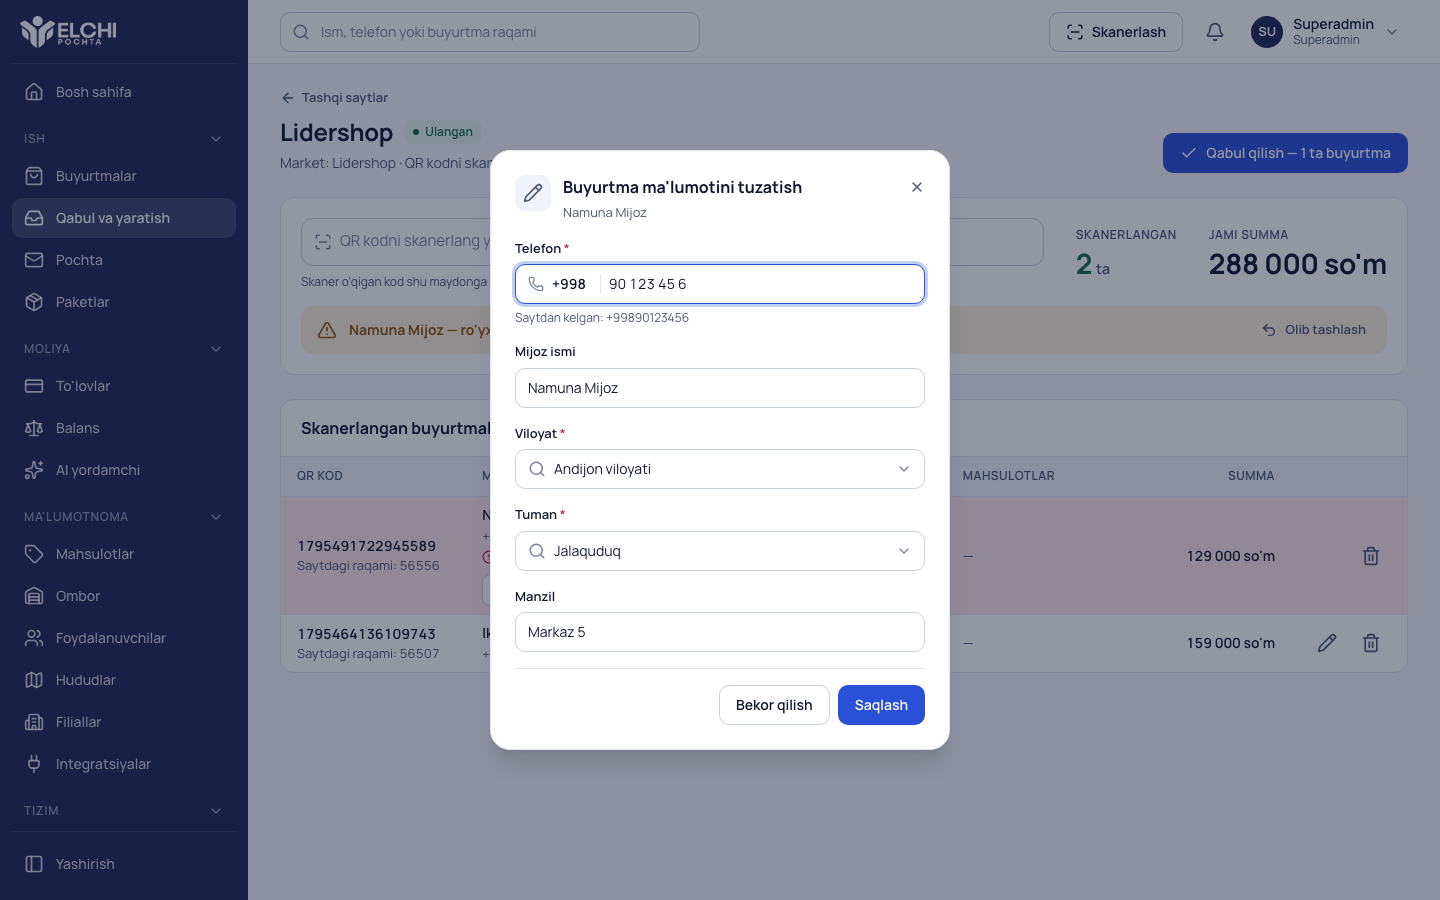 ELCHI
POCHTA
Ism, telefon yoki buyurtma raqami
Skanerlash
SU
Superadmin
Superadmin
Bosh sahifa
ISH
Buyurtmalar
Qabul va yaratish
Pochta
Paketlar
MOLIYA
To'lovlar
Balans
AI yordamchi
MA'LUMOTNOMA
Mahsulotlar
Ombor
Foydalanuvchilar
Hududlar
Filiallar
Integratsiyalar
TIZIM
Yashirish
Tashqi saytlar
Lidershop
Ulangan
Market: Lidershop · QR kodni
Qabul qilish — 1 ta buyurtma
QR kodni skanerlang
SKANERLANGAN
2 ta
JAMI SUMMA
288 000 so'm
Skaner o'qigan kod shu maydonga
Namuna Mijoz —
Olib tashlash
Skanerlangan
QR KOD
MAHSULOTLAR
SUMMA
1795491722945589
Saytdagi raqami: 56556
—
129 000 so'm
1795464136109743
Saytdagi raqami: 56507
—
159 000 so'm
Buyurtma ma'lumotini tuzatish
Namuna Mijoz
Telefon *
+998 90 123 45 6
Saytdan kelgan: +99890123456
Mijoz ismi
Namuna Mijoz
Viloyat *
Andijon viloyati
Tuman *
Jalaquduq
Manzil
Markaz 5
Bekor qilish
Saqlash